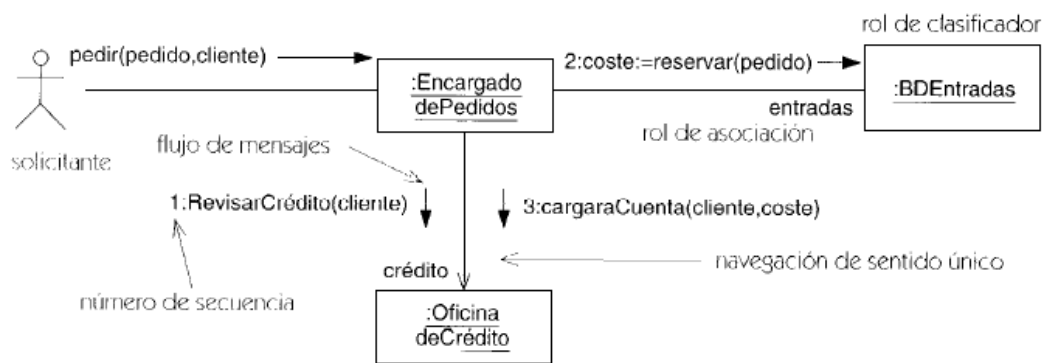 rol de clasificador
pedir(pedido,cliente)
2:coste:=reservar(pedido)
:Encargado
dePedidos
:BDEntradas
entradas
rol de asociación
solicitante
flujo de mensajes
1:RevisarCrédito(cliente)
3:cargaraCuenta(cliente,coste)
crédito
navegación de sentido único
número de secuencia
:Oficina
deCrédito